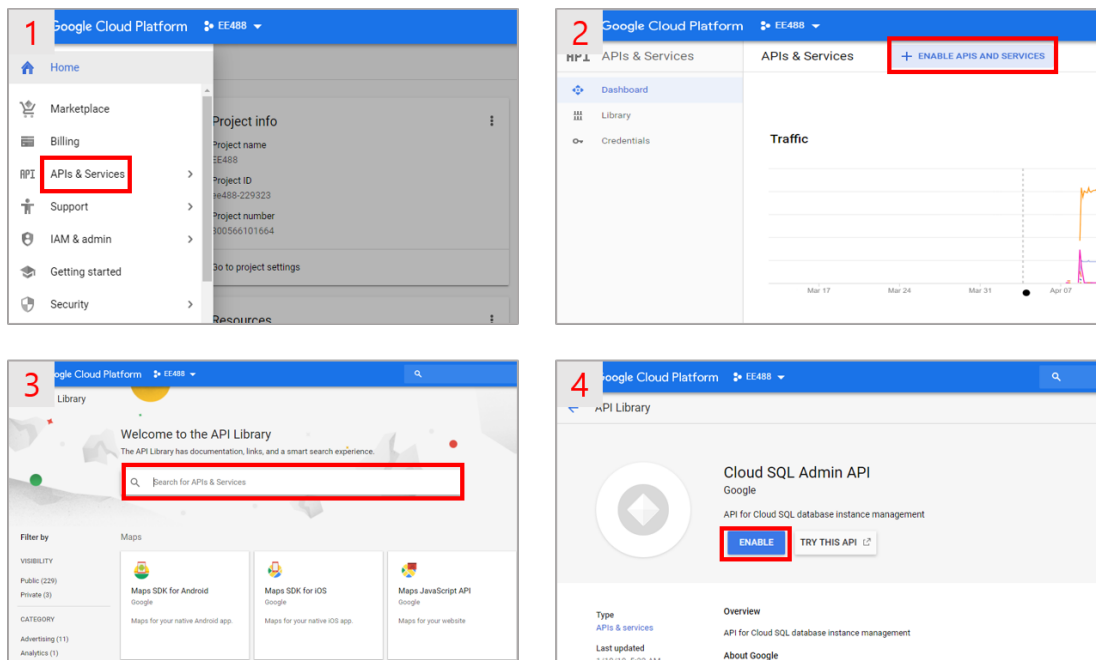 1
Google Cloud Platform EE488
Home
Marketplace
Billing
API APIs & Services
Support
IAM & admin
Getting started
Security
Project info
Project name
EE488
Project ID
ee488-229323
Project number
300566101664
Go to project settings
Resources
2
Google Cloud Platform EE488
API APIs & Services
Dashboard
Library
Credentials
APIs & Services
+ ENABLE APIS AND SERVICES
Traffic
Mar 17 Mar 24 Mar 31 Apr 07
3
ogle Cloud Platform EE488
Library
Welcome to the API Library
The API Library has documentation, links, and a smart search experience.
Search for APIs & Services
Filter by
VISIBILITY
Public (229)
Private (3)
CATEGORY
Advertising (11)
Analytics (1)
Maps
Maps SDK for Android
Google
Maps for your native Android app.
Maps SDK for iOS
Google
Maps for your native iOS app.
Maps JavaScript API
Google
Maps for your website
4
Google Cloud Platform EE488
API Library
Cloud SQL Admin API
Google
API for Cloud SQL database instance management
ENABLE TRY THIS API
Type
APIs & services
Last updated
Overview
API for Cloud SQL database instance management
About Google